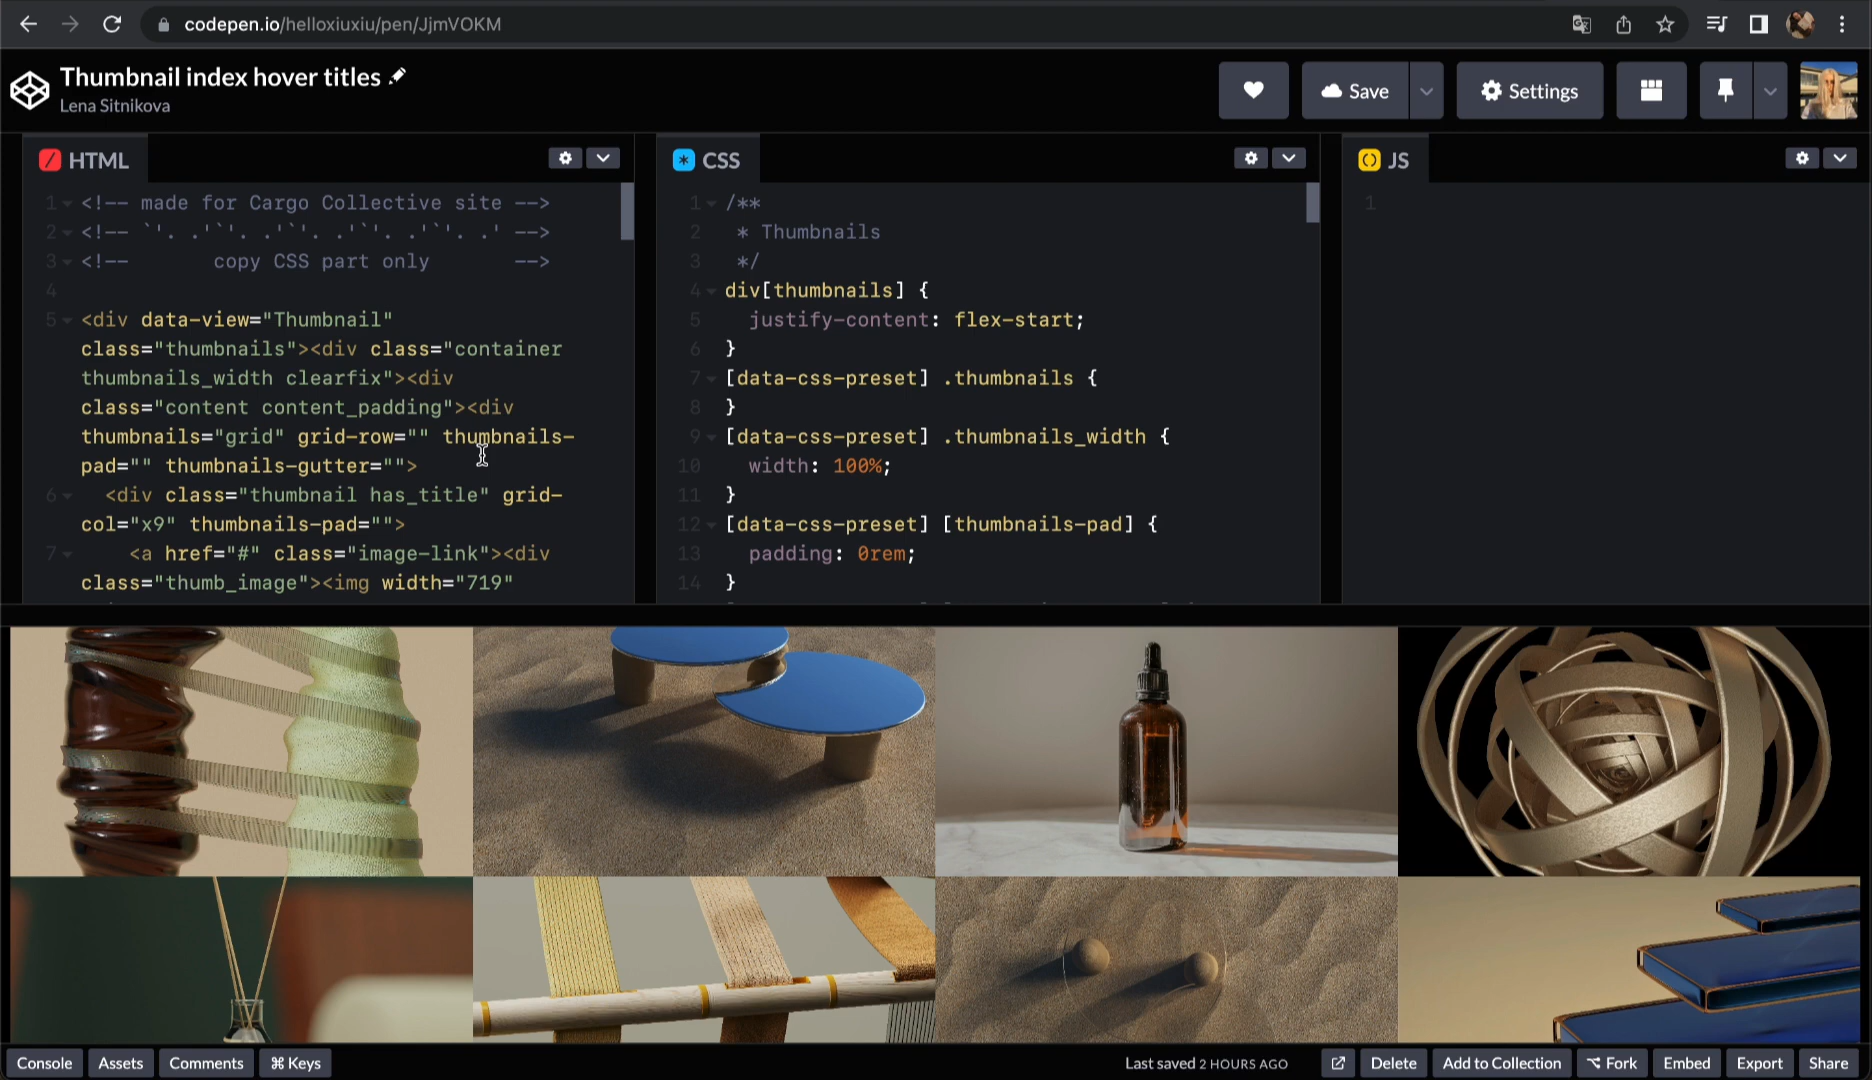 codepen.io/helloxiuxiu/pen/JjmVOKM
Thumbnail index hover titles
Lena Sitnikova
Save
Settings
HTML
1 <!-- made for Cargo Collective site -->
2 <!-- `'. .'`'. .'`'. .'`'. .'`'. .' -->
3 <!-- copy CSS part only -->
4
5 <div data-view="Thumbnail"
class="thumbnails"><div class="container
thumbnails_width clearfix"><div
class="content content_padding"><div
thumbnails="grid" grid-row="" thumbnails-
pad="" thumbnails-gutter="">
6 <div class="thumbnail has_title" grid-
col="x9" thumbnails-pad="">
7 <a href="#" class="image-link"><div
class="thumb_image"><img width="719"
CSS
1 /**
2 * Thumbnails
3 */
4 div[thumbnails] {
5 justify-content: flex-start;
6 }
7 [data-css-preset] .thumbnails {
8 }
9 [data-css-preset] .thumbnails_width {
10 width: 100%;
11 }
12 [data-css-preset] [thumbnails-pad] {
13 padding: 0rem;
14 }
JS
1
Console
Assets
Comments
⌘ Keys
Last saved 2 HOURS AGO
Delete
Add to Collection
Fork
Embed
Export
Share